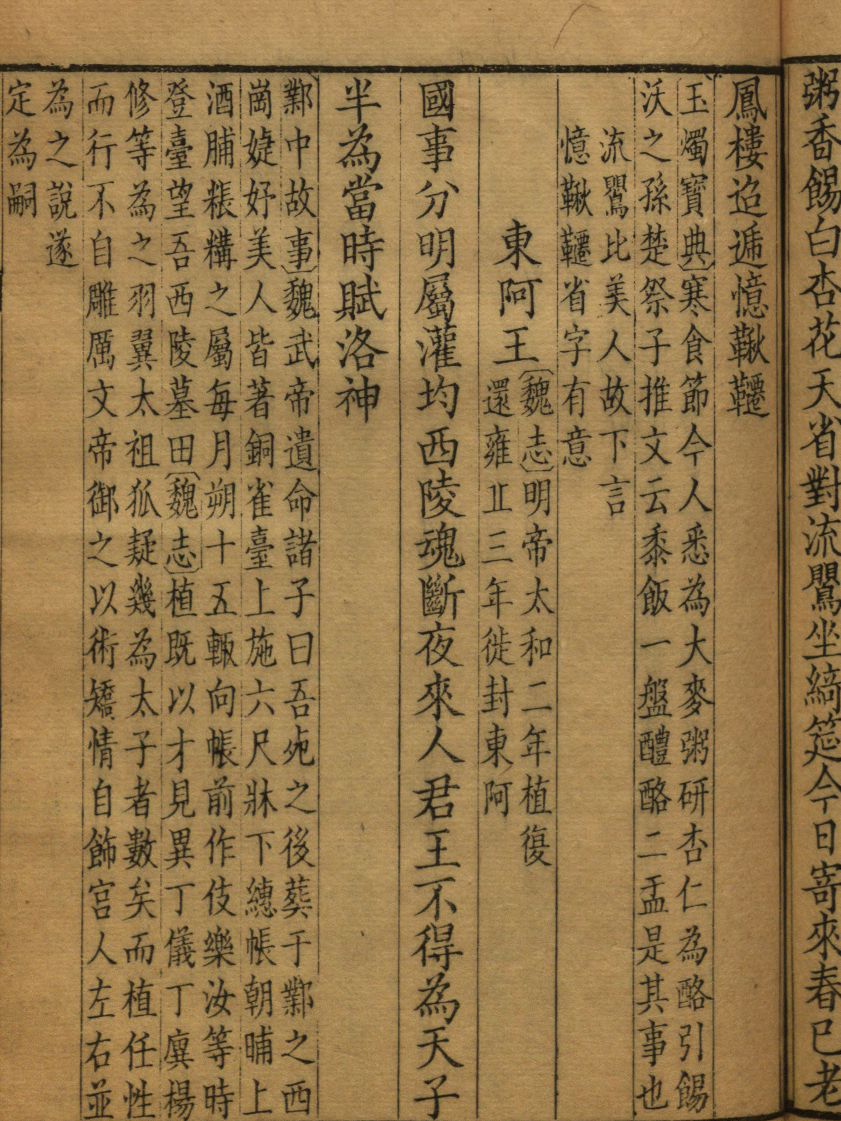 粥香餳白杏花天省對流鶯坐綺筵今日寄來春已老
鳳樓迢遞憶鞦韆
玉燭寶典寒食節今人悉為大麥粥研杏仁為酪引餳
沃之孫楚祭子推文云黍飯一盤醴酪二盂是其事也
流鶯比美人故下言
憶鞦韆省字有意
東阿王
魏志明帝太和二年植復
還雍丘三年徙封東阿
國事分明屬灌均西陵魂斷夜來人君王不得為天子
半為當時賦洛神
鄴中故事魏武帝遺命諸子曰吾死之後葬于鄴之西
崗婕妤美人皆著銅雀臺上施六尺牀下繐帳朝晡上
酒脯粻糒之屬每月朔十五輒向帳前作伎樂汝等時
登臺望吾西陵墓田魏志植既以才見異丁儀丁廙楊
修等為之羽翼太祖狐疑幾為太子者數矣而植任性
而行不自雕厲文帝御之以術矯情自飾宮人左右並
為之說遂
定為嗣